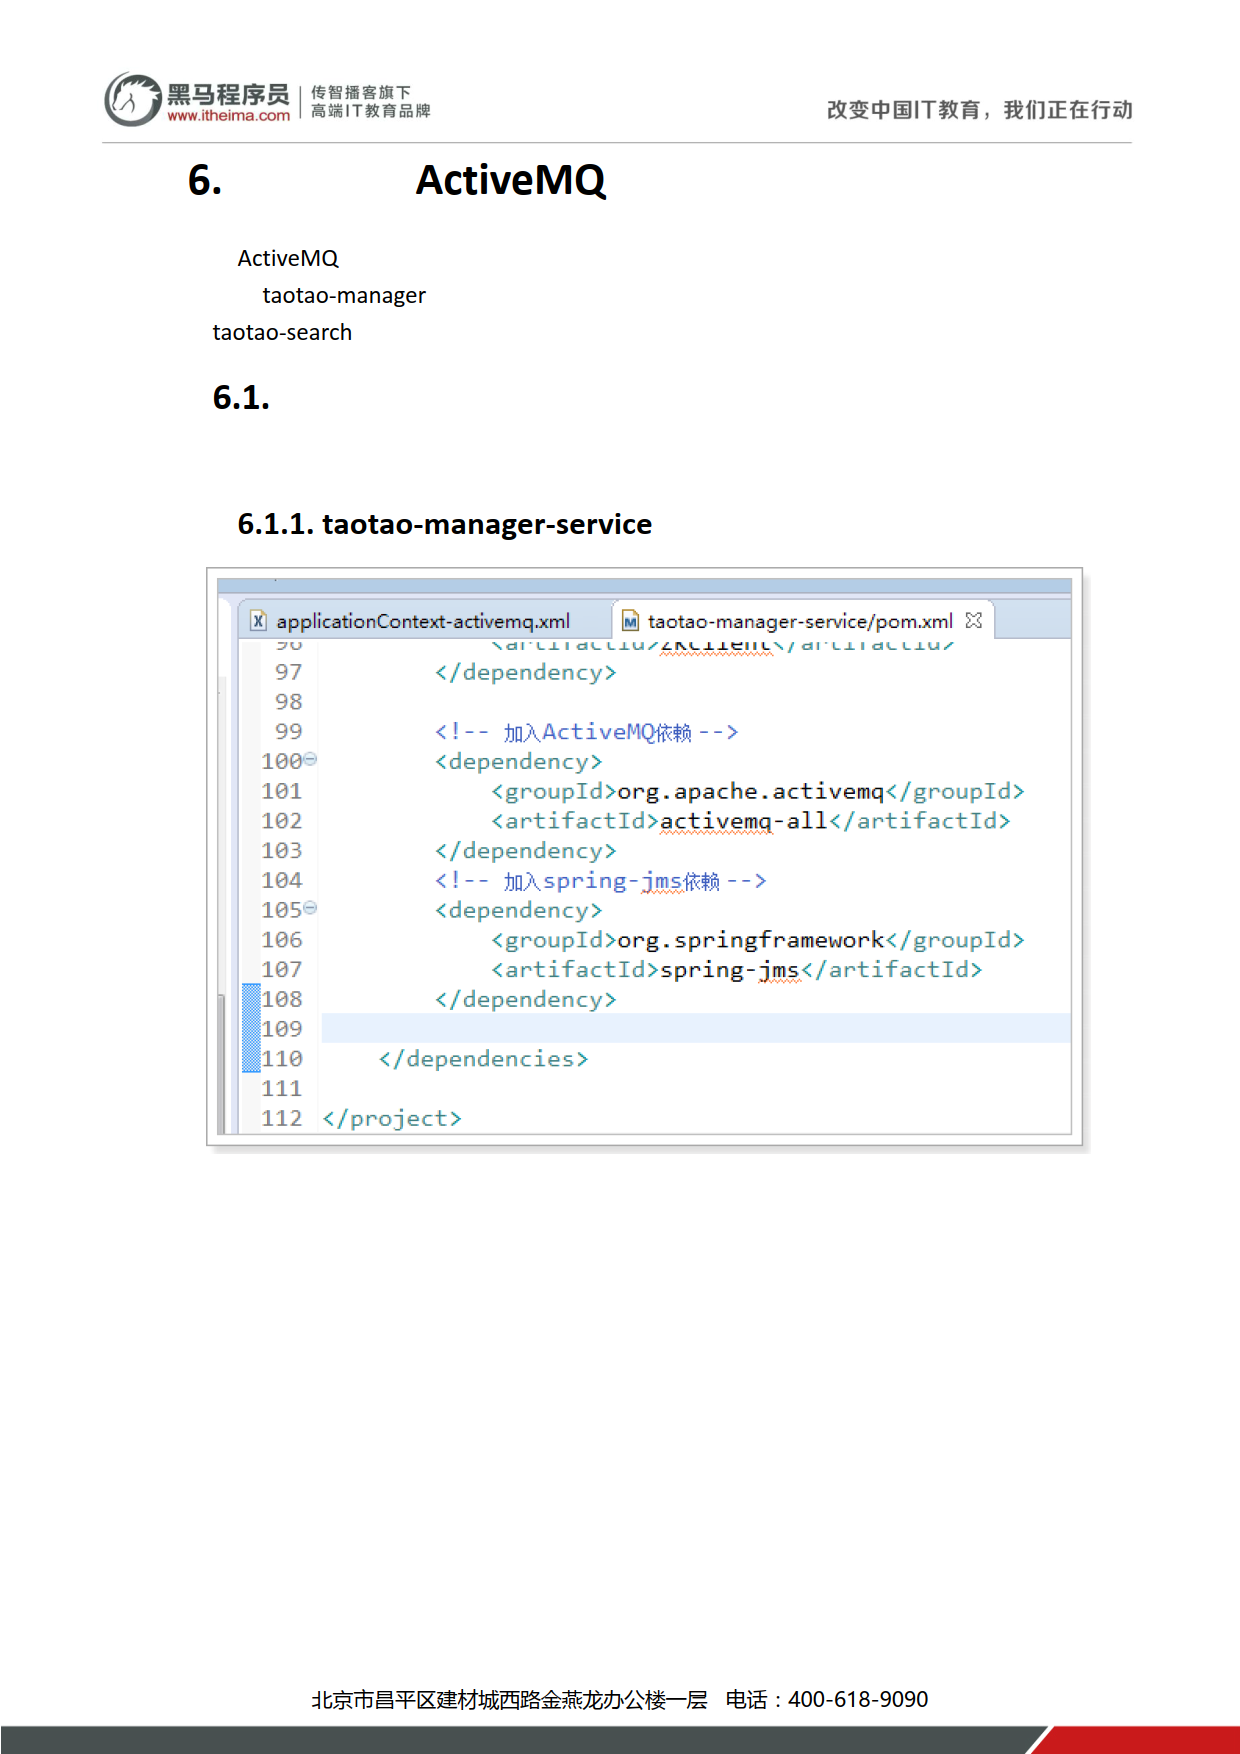 黑马程序员
www.itheima.com
传智播客旗下
高端IT教育品牌
改变中国IT教育，我们正在行动
6. ActiveMQ
ActiveMQ
taotao-manager
taotao-search
6.1.
6.1.1. taotao-manager-service
applicationContext-activemq.xml taotao-manager-service/pom.xml
96 <artifactId>zkclient</artifactId>
97 </dependency>
98
99 <!-- 加入ActiveMQ依赖 -->
100 <dependency>
101 <groupId>org.apache.activemq</groupId>
102 <artifactId>activemq-all</artifactId>
103 </dependency>
104 <!-- 加入spring-jms依赖 -->
105 <dependency>
106 <groupId>org.springframework</groupId>
107 <artifactId>spring-jms</artifactId>
108 </dependency>
109
110 </dependencies>
111
112 </project>
北京市昌平区建材城西路金燕龙办公楼一层 电话：400-618-9090